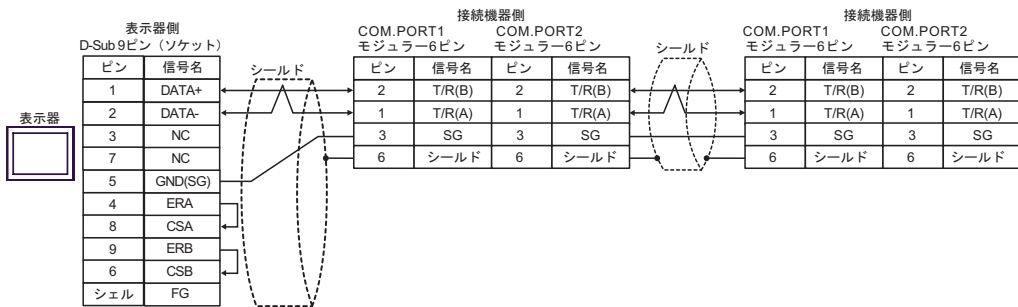 表示器
表示器側
D-Sub 9ピン（ソケット）
ピン 信号名
1 DATA+
2 DATA-
3 NC
7 NC
5 GND(SG)
4 ERA
8 CSA
9 ERB
6 CSB
シェル FG
シールド
接続機器側
COM.PORT1 COM.PORT2
モジュラー6ピン モジュラー6ピン
ピン 信号名 ピン 信号名
2 T/R(B) 2 T/R(B)
1 T/R(A) 1 T/R(A)
3 SG 3 SG
6 シールド 6 シールド
シールド
接続機器側
COM.PORT1 COM.PORT2
モジュラー6ピン モジュラー6ピン
ピン 信号名 ピン 信号名
2 T/R(B) 2 T/R(B)
1 T/R(A) 1 T/R(A)
3 SG 3 SG
6 シールド 6 シールド